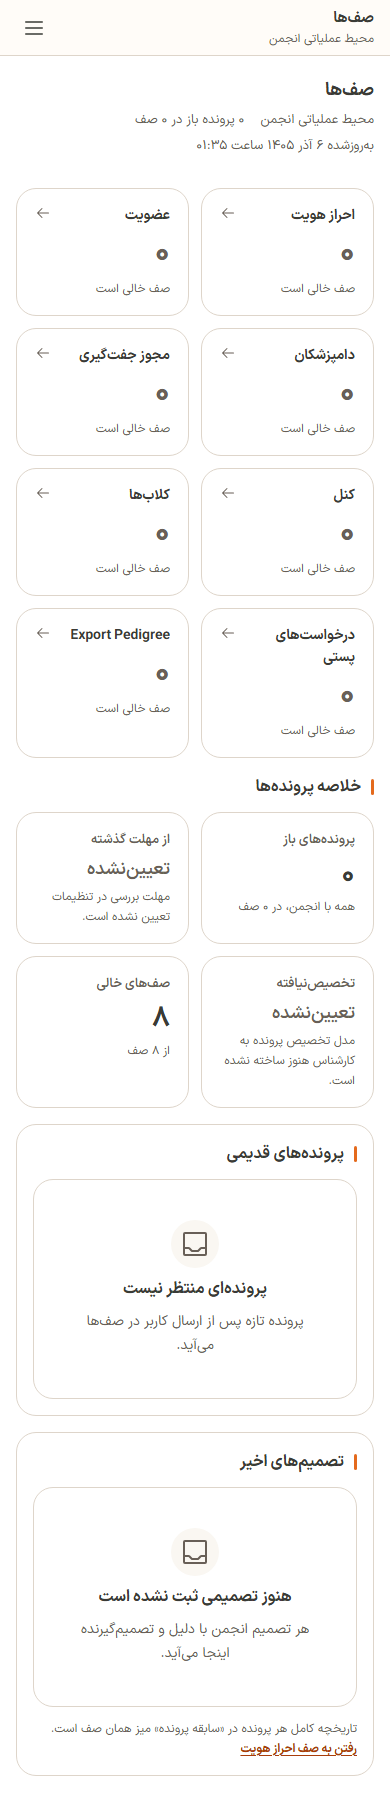 صف‌ها
محیط عملیاتی انجمن
صف‌ها
محیط عملیاتی انجمن ۰ پرونده باز در ۰ صف
به‌روزشده ۶ آذر ۱۴۰۵ ساعت ۰۱:۳۵
احراز هویت
۰
صف خالی است
عضویت
۰
صف خالی است
دامپزشکان
۰
صف خالی است
مجوز جفت‌گیری
۰
صف خالی است
کنل
۰
صف خالی است
کلاب‌ها
۰
صف خالی است
درخواست‌های
پستی
۰
صف خالی است
Export Pedigree
۰
صف خالی است
خلاصه پرونده‌ها
پرونده‌های باز
۰
همه با انجمن، در ۰ صف
از مهلت گذشته
تعیین‌نشده
مهلت بررسی در تنظیمات
تعیین نشده است.
تخصیص‌نیافته
تعیین‌نشده
مدل تخصیص پرونده به
کارشناس هنوز ساخته نشده
است.
صف‌های خالی
۸
از ۸ صف
پرونده‌های قدیمی
پرونده‌ای منتظر نیست
پرونده تازه پس از ارسال کاربر در صف‌ها
می‌آید.
تصمیم‌های اخیر
هنوز تصمیمی ثبت نشده است
هر تصمیم انجمن با دلیل و تصمیم‌گیرنده
اینجا می‌آید.
تاریخچه کامل هر پرونده در «سابقه پرونده» میز همان صف است.
رفتن به صف احراز هویت